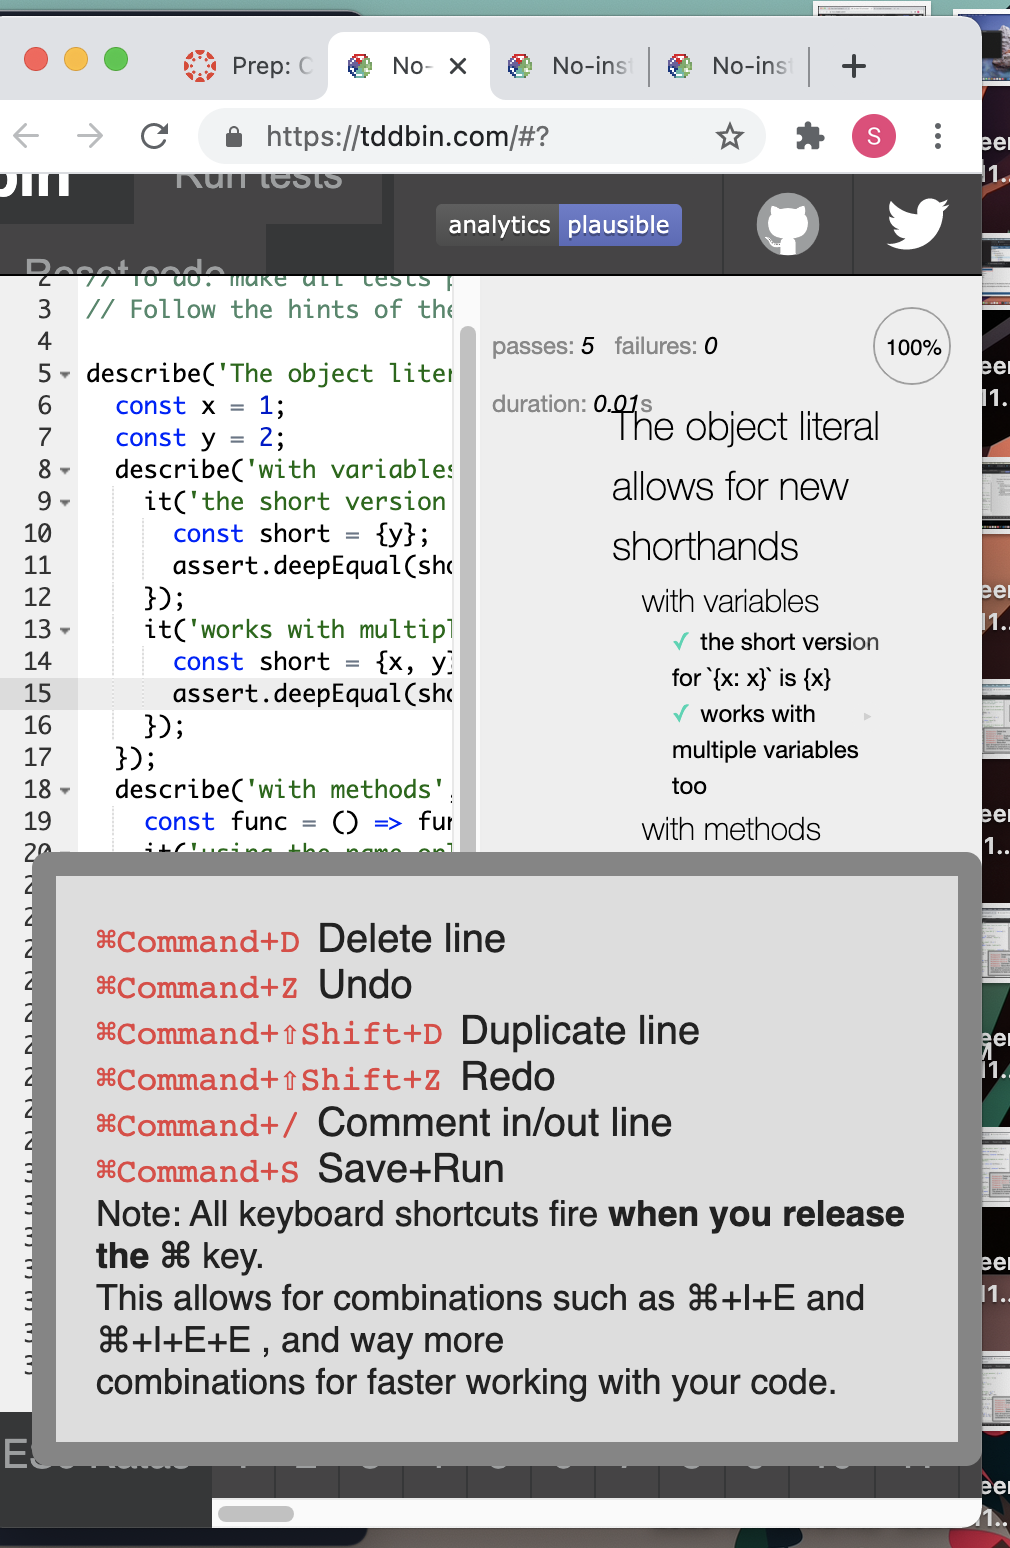 Prep: C
No-
No-inst
No-inst
https://tddbin.com/#?
S
bin
Run tests
analytics plausible
Reset code
2 // To do: make all tests p
3 // Follow the hints of the
4
5 describe('The object liter
6 const x = 1;
7 const y = 2;
8 describe('with variables
9 it('the short version
10 const short = {y};
11 assert.deepEqual(sho
12 });
13 it('works with multipl
14 const short = {x, y}
15 assert.deepEqual(sho
16 });
17 });
18 describe('with methods',
19 const func = () => fun
20 it('using the name onl
passes: 5 failures: 0
100%
duration: 0.01s
The object literal
allows for new
shorthands
with variables
✓ the short version
for `{x: x}` is {x}
✓ works with
multiple variables
too
with methods
⌘Command+D Delete line
⌘Command+Z Undo
⌘Command+⇧Shift+D Duplicate line
⌘Command+⇧Shift+Z Redo
⌘Command+/ Comment in/out line
⌘Command+S Save+Run
Note: All keyboard shortcuts fire when you release
the ⌘ key.
This allows for combinations such as ⌘+I+E and
⌘+I+E+E , and way more
combinations for faster working with your code.